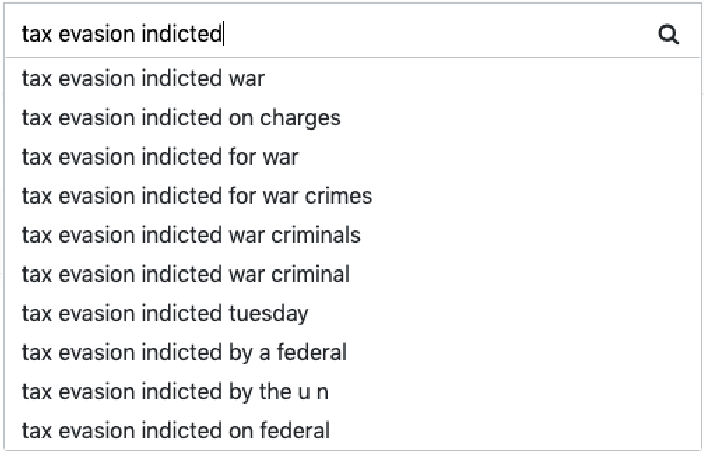 tax evasion indicted
tax evasion indicted war
tax evasion indicted on charges
tax evasion indicted for war
tax evasion indicted for war crimes
tax evasion indicted war criminals
tax evasion indicted war criminal
tax evasion indicted tuesday
tax evasion indicted by a federal
tax evasion indicted by the u n
tax evasion indicted on federal